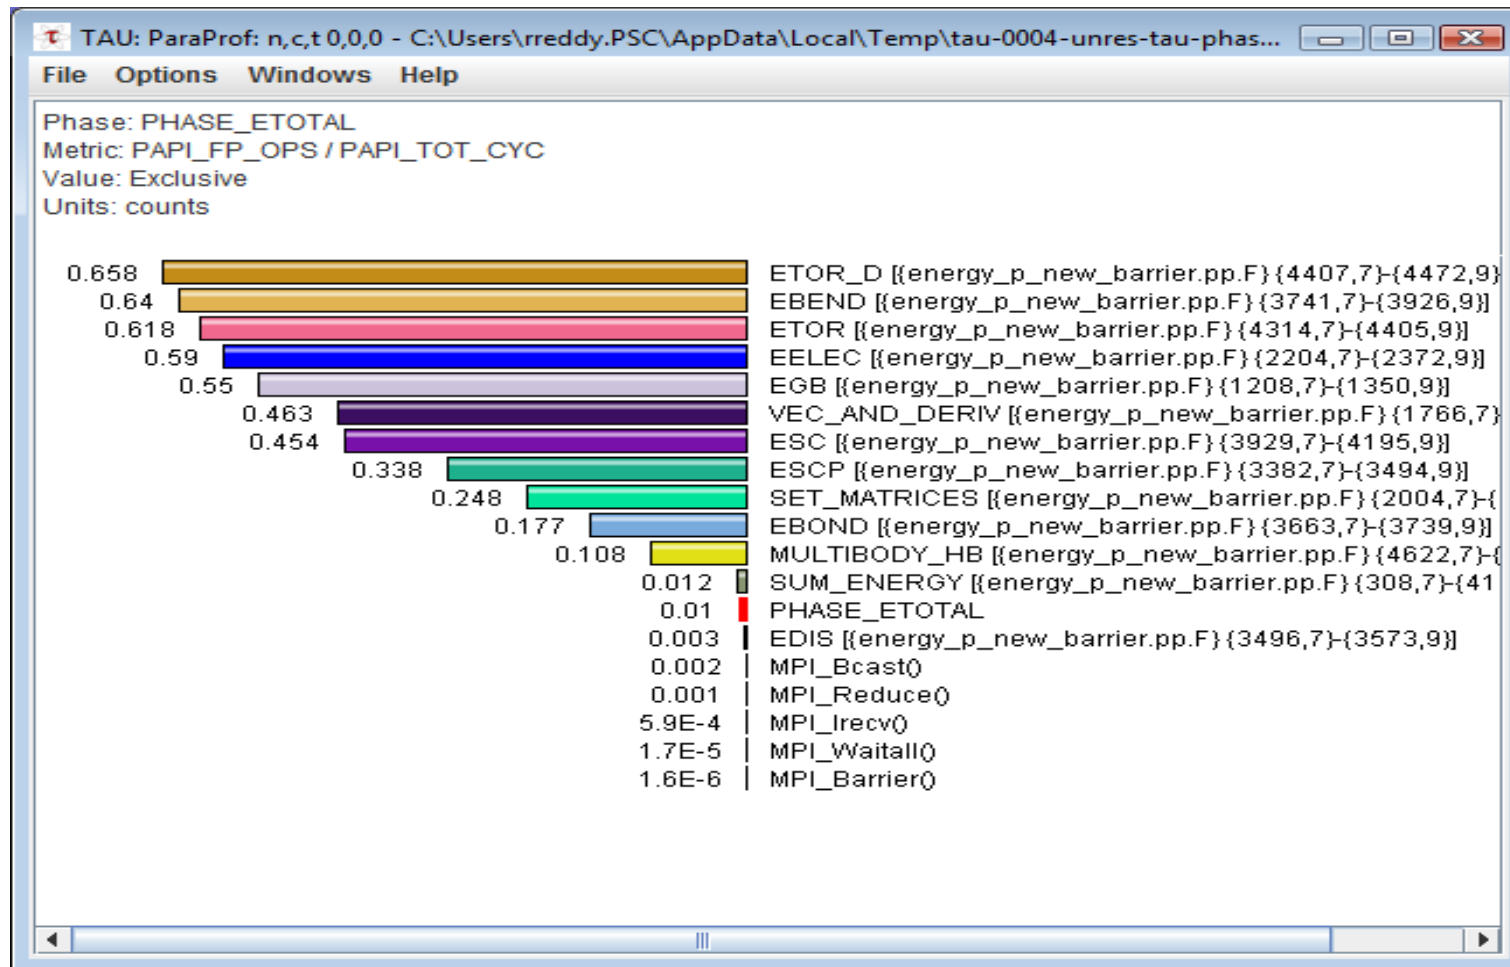 TAU: ParaProf: n,c,t 0,0,0 - C:\Users\rreddy.PSC\AppData\Local\Temp\tau-0004-unres-tau-phas...
File Options Windows Help
Phase: PHASE_ETOTAL
Metric: PAPI_FP_OPS / PAPI_TOT_CYC
Value: Exclusive
Units: counts
0.658 ETOR_D [{energy_p_new_barrier.pp.F} {4407,7}-{4472,9}
0.64 EBEND [{energy_p_new_barrier.pp.F} {3741,7}-{3926,9}]
0.618 ETOR [{energy_p_new_barrier.pp.F} {4314,7}-{4405,9}]
0.59 EELEC [{energy_p_new_barrier.pp.F} {2204,7}-{2372,9}]
0.55 EGB [{energy_p_new_barrier.pp.F} {1208,7}-{1350,9}]
0.463 VEC_AND_DERIV [{energy_p_new_barrier.pp.F} {1766,7}
0.454 ESC [{energy_p_new_barrier.pp.F} {3929,7}-{4195,9}]
0.338 ESCP [{energy_p_new_barrier.pp.F} {3382,7}-{3494,9}]
0.248 SET_MATRICES [{energy_p_new_barrier.pp.F} {2004,7}-{
0.177 EBOND [{energy_p_new_barrier.pp.F} {3663,7}-{3739,9}]
0.108 MULTIBODY_HB [{energy_p_new_barrier.pp.F} {4622,7}-{
0.012 SUM_ENERGY [{energy_p_new_barrier.pp.F} {308,7}-{41
0.01 PHASE_ETOTAL
0.003 EDIS [{energy_p_new_barrier.pp.F} {3496,7}-{3573,9}]
0.002 MPI_Bcast()
0.001 MPI_Reduce()
5.9E-4 MPI_Irecv()
1.7E-5 MPI_Waitall()
1.6E-6 MPI_Barrier()